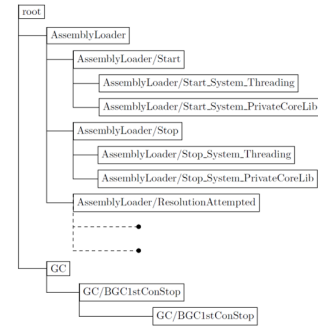 root
AssemblyLoader
AssemblyLoader/Start
AssemblyLoader/Start_System_Threading
AssemblyLoader/Start_System_PrivateCoreLib
AssemblyLoader/Stop
AssemblyLoader/Stop_System_Threading
AssemblyLoader/Stop_System_PrivateCoreLib
AssemblyLoader/ResolutionAttempted
GC
GC/BGC1stConStop
GC/BGC1stConStop